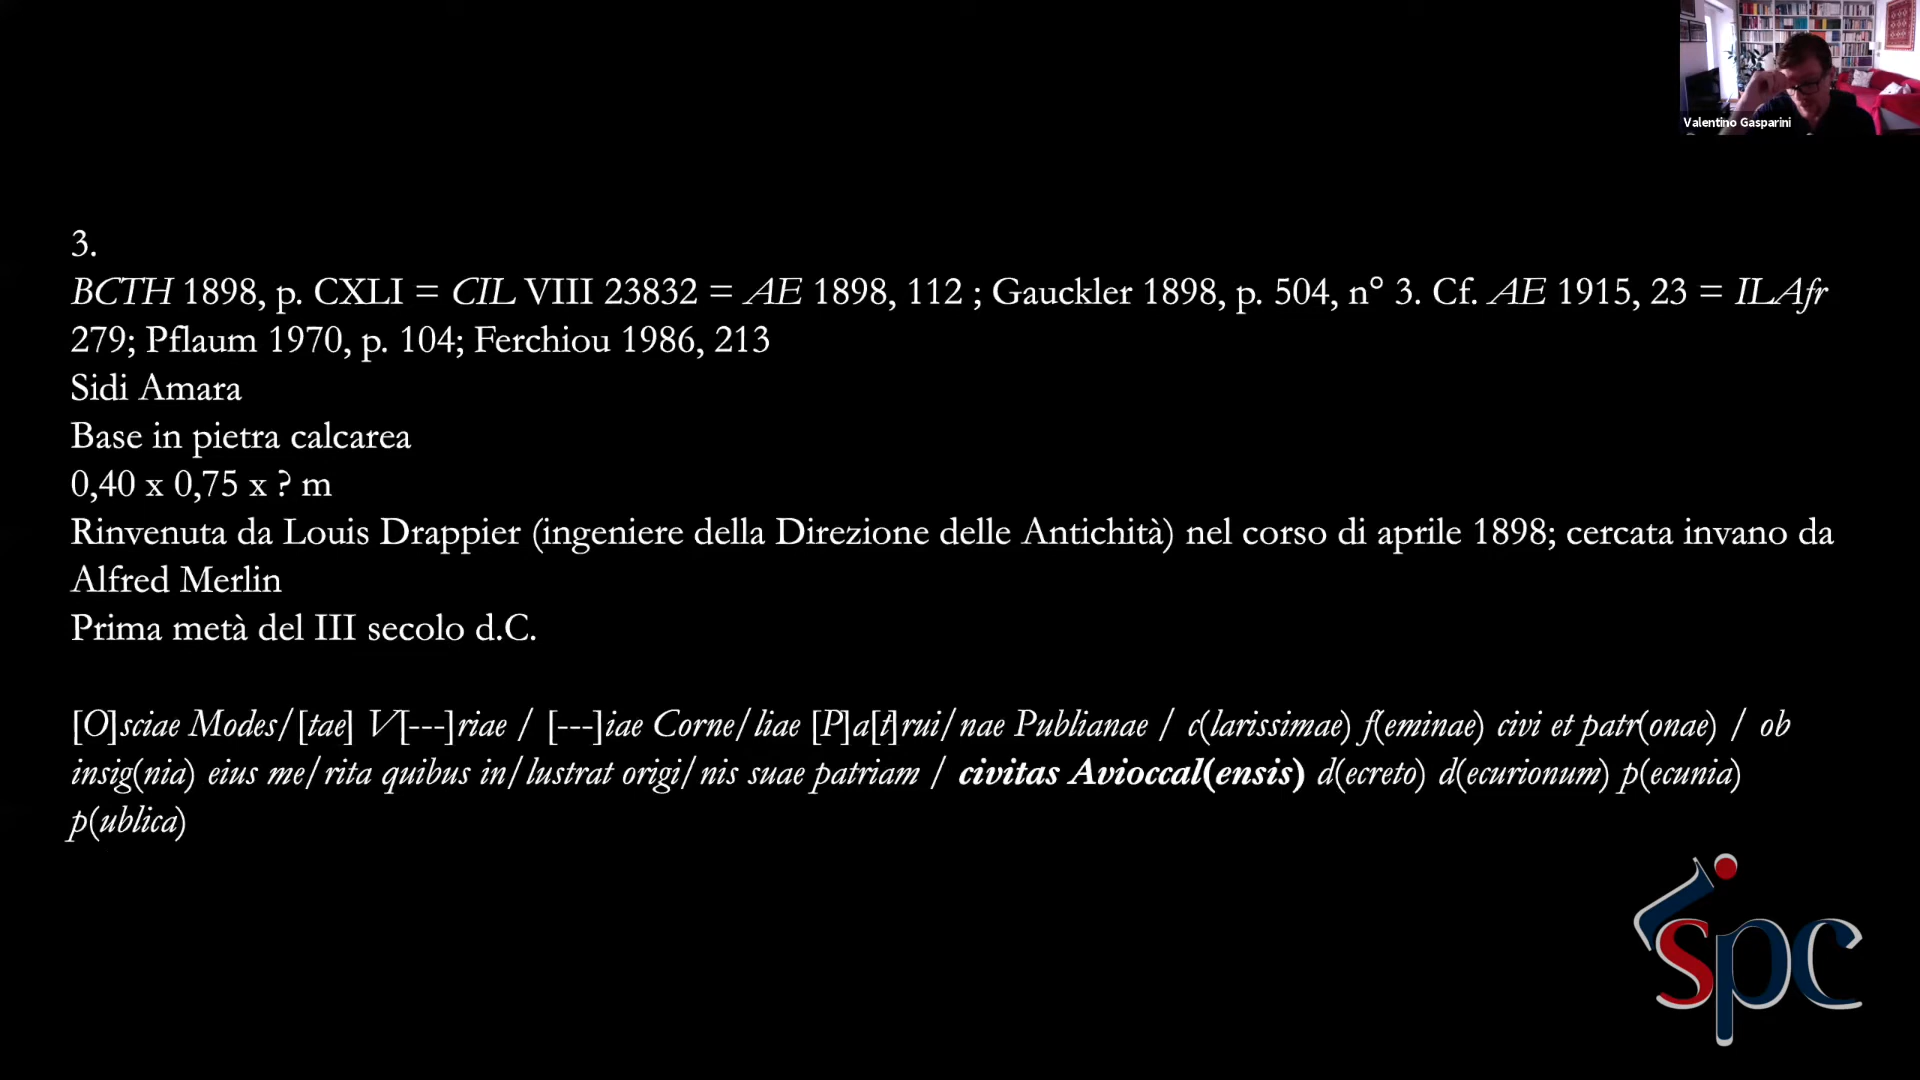 Valentino Gasparini
3.
BCTH 1898, p. CXLI = CIL VIII 23832 = AE 1898, 112 ; Gauckler 1898, p. 504, n° 3. Cf. AE 1915, 23 = ILAfr
279; Pflaum 1970, p. 104; Ferchiou 1986, 213
Sidi Amara
Base in pietra calcarea
0,40 x 0,75 x ? m
Rinvenuta da Louis Drappier (ingeniere della Direzione delle Antichità) nel corso di aprile 1898; cercata invano da
Alfred Merlin
Prima metà del III secolo d.C.
[O]sciae Modes/[tae] V[---]riae / [---]iae Corne/liae [P]a[t]rui/nae Publianae / c(larissimae) f(eminae) civi et patr(onae) / ob
insig(nia) eius me/rita quibus in/lustrat origi/nis suae patriam / civitas Avioccal(ensis) d(ecreto) d(ecurionum) p(ecunia)
p(ublica)
spc